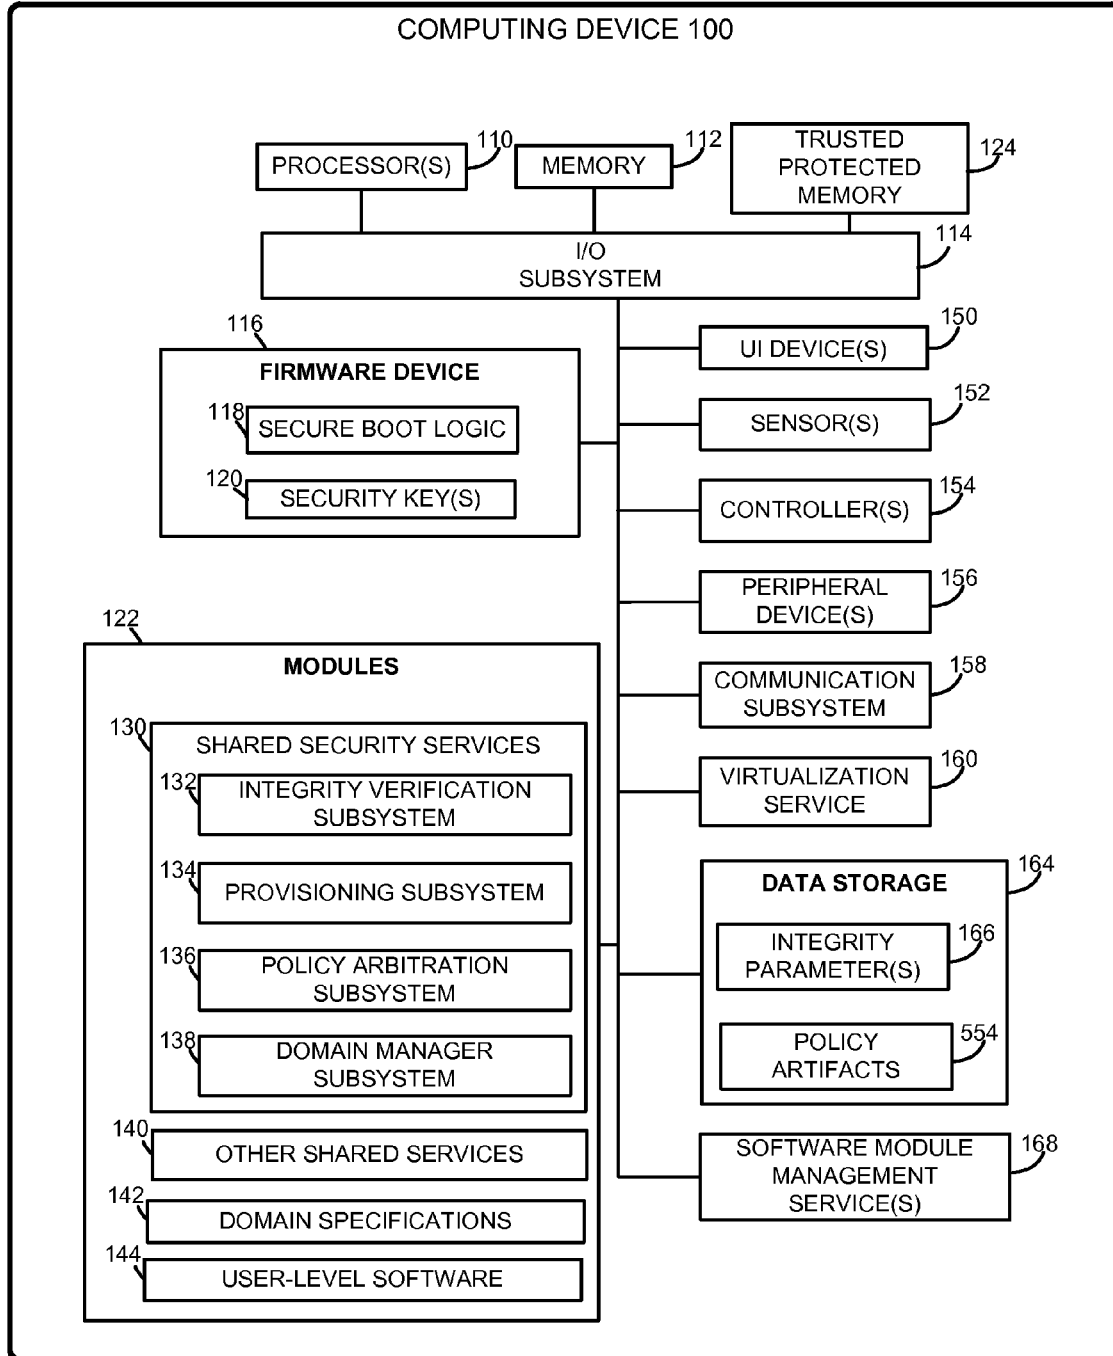 COMPUTING DEVICE 100
PROCESSOR(S)
110
MEMORY
112
TRUSTED
PROTECTED
MEMORY
124
I/O
SUBSYSTEM
114
116
FIRMWARE DEVICE
118
SECURE BOOT LOGIC
120
SECURITY KEY(S)
150
UI DEVICE(S)
152
SENSOR(S)
154
CONTROLLER(S)
156
PERIPHERAL
DEVICE(S)
158
COMMUNICATION
SUBSYSTEM
160
VIRTUALIZATION
SERVICE
122
MODULES
130
SHARED SECURITY SERVICES
132
INTEGRITY VERIFICATION
SUBSYSTEM
134
PROVISIONING SUBSYSTEM
136
POLICY ARBITRATION
SUBSYSTEM
138
DOMAIN MANAGER
SUBSYSTEM
140
OTHER SHARED SERVICES
142
DOMAIN SPECIFICATIONS
144
USER-LEVEL SOFTWARE
164
DATA STORAGE
INTEGRITY
PARAMETER(S)
166
POLICY
ARTIFACTS
554
SOFTWARE MODULE
MANAGEMENT
SERVICE(S)
168